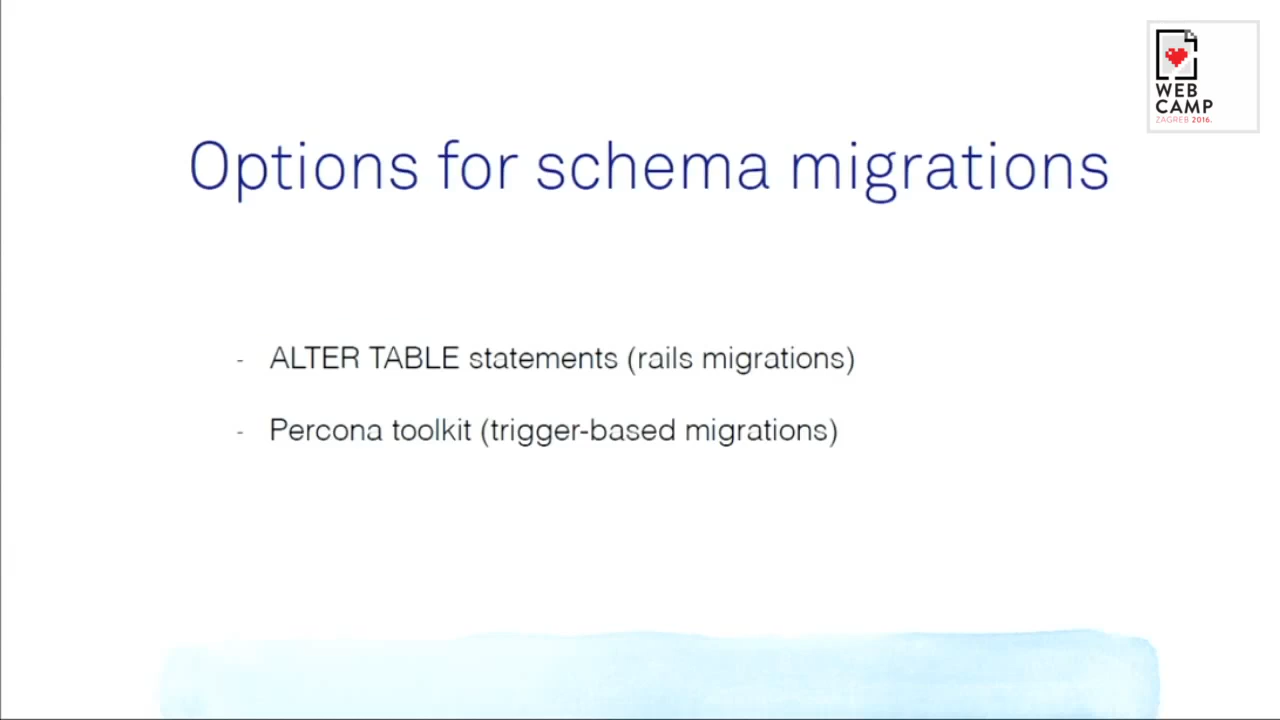 WEB
CAMP
ZAGREB 2016.
Options for schema migrations
- ALTER TABLE statements (rails migrations)
- Percona toolkit (trigger-based migrations)